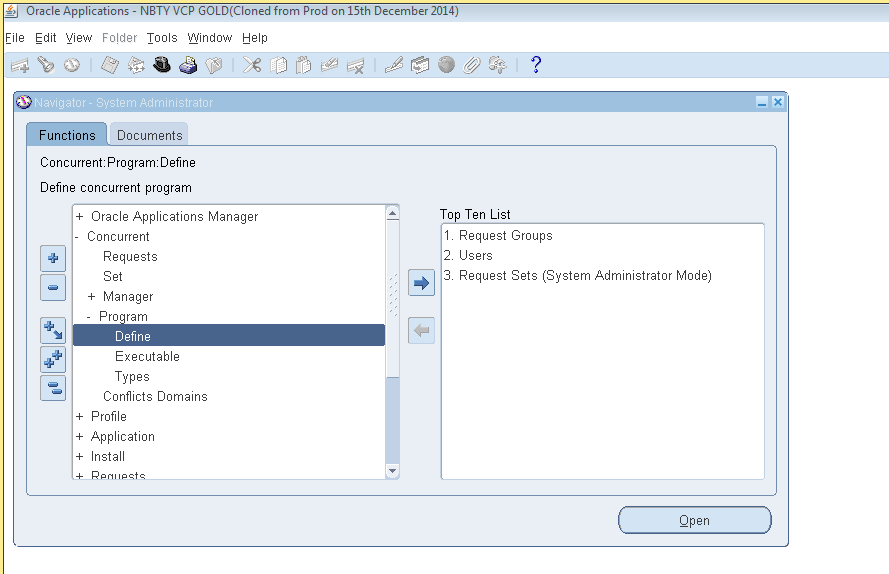 Oracle Applications - NBTY VCP GOLD(Cloned from Prod on 15th December 2014)
File Edit View Folder Tools Window Help
?
Navigator - System Administrator
Functions Documents
Concurrent:Program:Define
Define concurrent program
+ Oracle Applications Manager
- Concurrent
Requests
Set
+ Manager
- Program
Define
Executable
Types
Conflicts Domains
+ Profile
+ Application
+ Install
+ Requests
Top Ten List
1. Request Groups
2. Users
3. Request Sets (System Administrator Mode)
Open